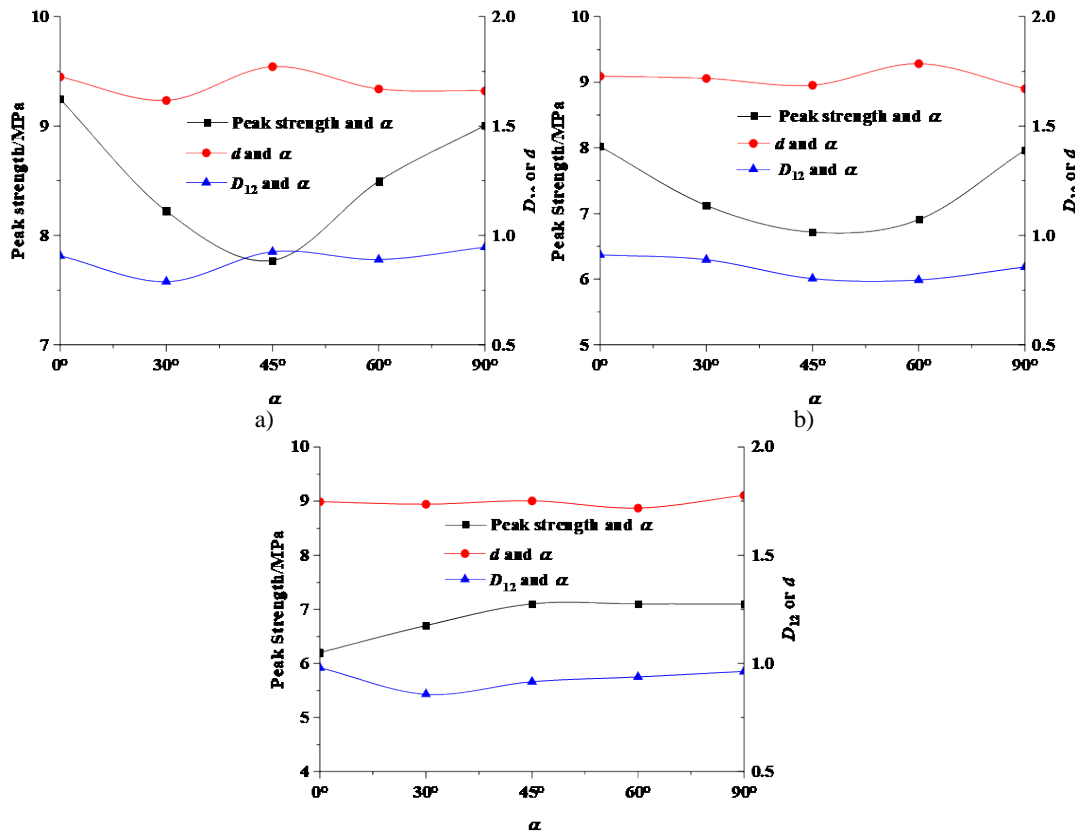 10
9
8
7
Peak strength/MPa
2.0
1.5
1.0
0.5
D₁₂ or d
Peak strength and α
d and α
D₁₂ and α
0° 30° 45° 60° 90°
α
a)
10
9
8
7
6
5
Peak Strength/MPa
2.0
1.5
1.0
0.5
D₁₂ or d
Peak strength and α
d and α
D₁₂ and α
0° 30° 45° 60° 90°
α
b)
10
9
8
7
6
5
4
Peak Strength/MPa
2.0
1.5
1.0
0.5
D₁₂ or d
Peak strength and α
d and α
D₁₂ and α
0° 30° 45° 60° 90°
α